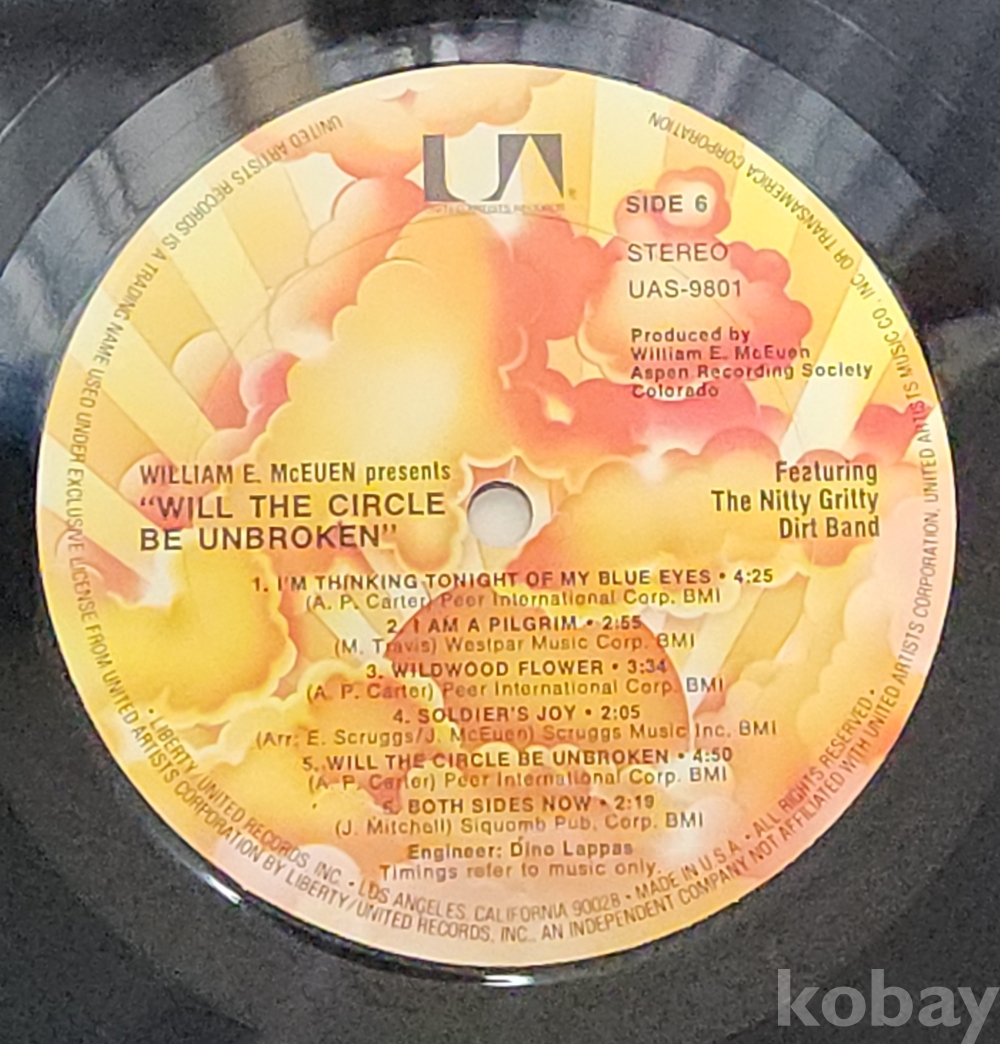 UA
UNITED ARTISTS RECORDS
®
SIDE 6
STEREO
UAS-9801
Produced by
William E. McEuen
Aspen Recording Society
Colorado
WILLIAM E. McEUEN presents
"WILL THE CIRCLE
BE UNBROKEN"
Featuring
The Nitty Gritty
Dirt Band
1. I'M THINKING TONIGHT OF MY BLUE EYES • 4:25
(A. P. Carter) Peer International Corp. BMI
2. I AM A PILGRIM • 2:55
(M. Travis) Westpar Music Corp. BMI
3. WILDWOOD FLOWER • 3:34
(A. P. Carter) Peer International Corp. BMI
4. SOLDIER'S JOY • 2:05
(Arr: E. Scruggs/J. McEuen) Scruggs Music Inc. BMI
5. WILL THE CIRCLE BE UNBROKEN • 4:50
(A. P. Carter) Peer International Corp. BMI
6. BOTH SIDES NOW • 2:19
(J. Mitchell) Siquomb Pub. Corp. BMI
Engineer: Dino Lappas
Timings refer to music only.
• LIBERTY/UNITED RECORDS, INC. • LOS ANGELES, CALIFORNIA 90028 • MADE IN U.S.A. • ALL RIGHTS RESERVED •
UNITED ARTISTS RECORDS IS A TRADING NAME USED UNDER EXCLUSIVE LICENSE FROM UNITED ARTISTS CORPORATION BY LIBERTY/UNITED RECORDS, INC. AN INDEPENDENT COMPANY NOT AFFILIATED WITH UNITED ARTISTS CORPORATION, UNITED ARTISTS MUSIC CO., INC. OR TRANSAMERICA CORPORATION
kobay